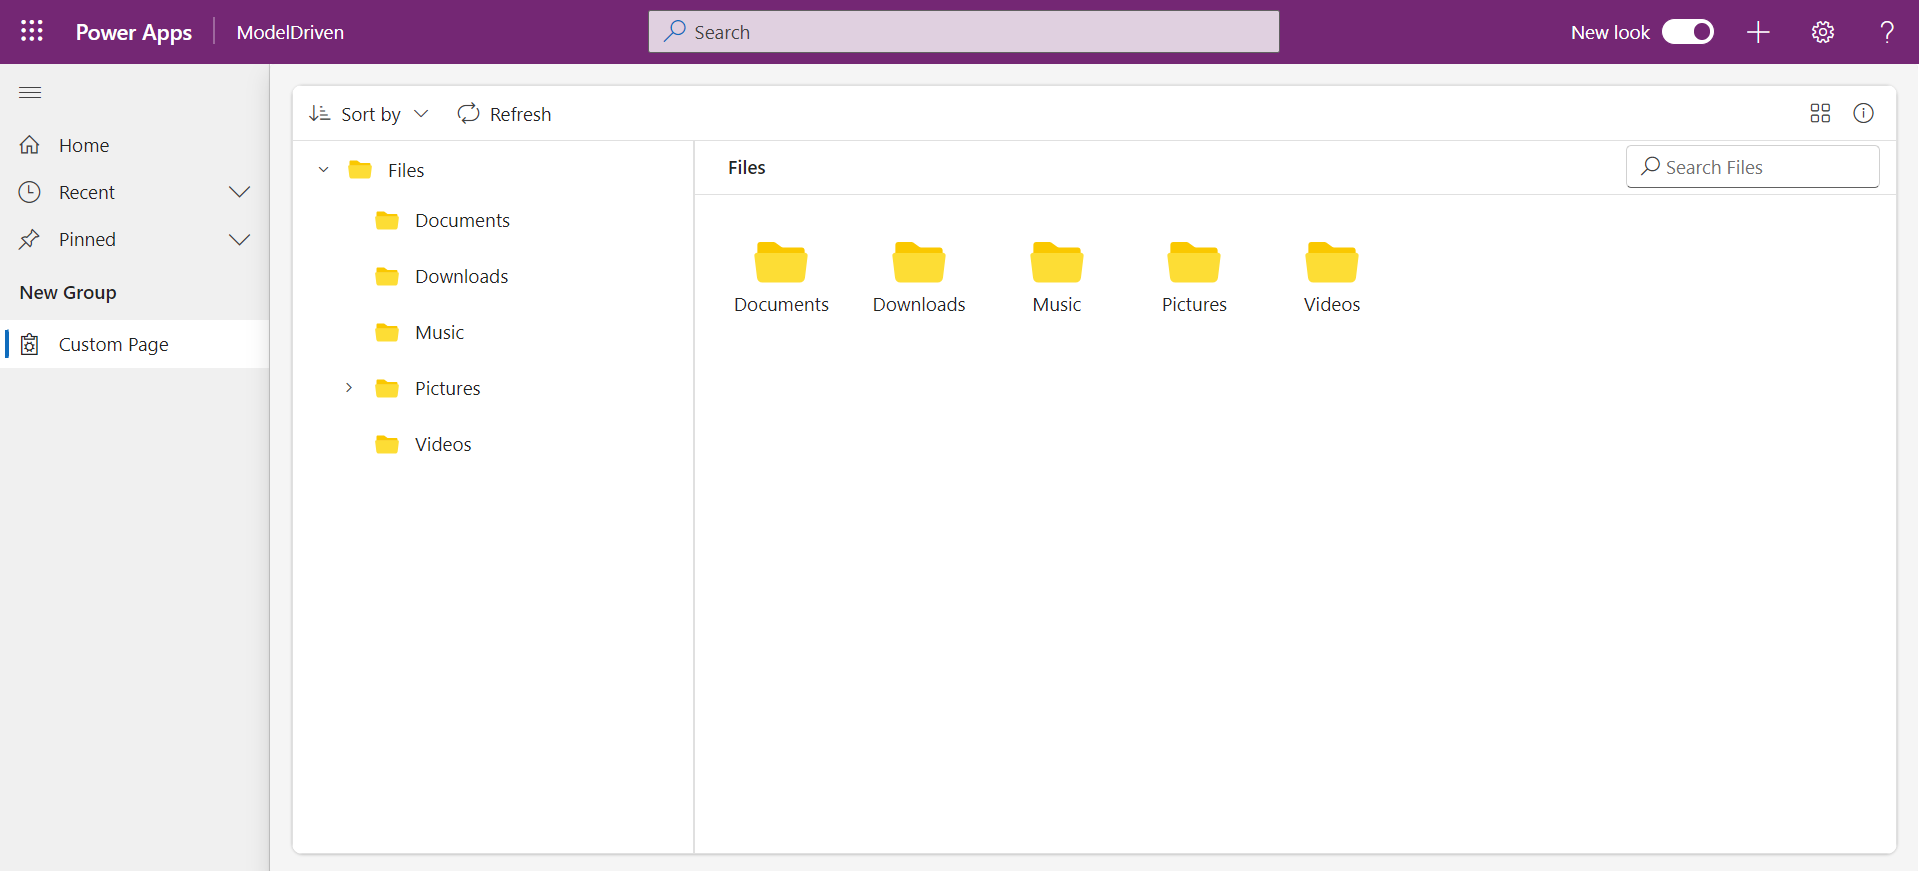 Power Apps ModelDriven Search New look
Home
Recent
Pinned
New Group
Custom Page
Sort by Refresh
Files
Documents
Downloads
Music
Pictures
Videos
Files Search Files
Documents Downloads Music Pictures Videos